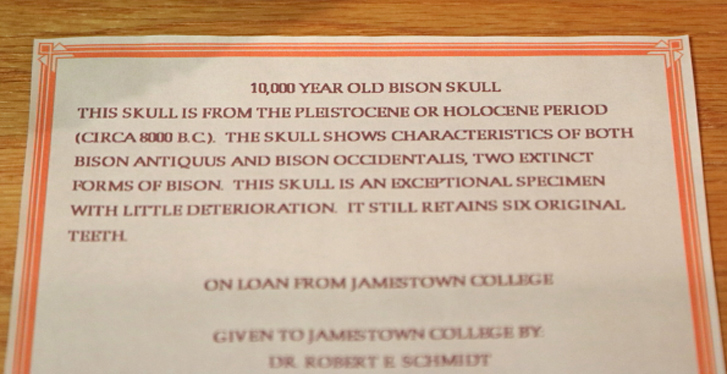 10,000 YEAR OLD BISON SKULL
THIS SKULL IS FROM THE PLEISTOCENE OR HOLOCENE PERIOD
(CIRCA 8000 B.C.). THE SKULL SHOWS CHARACTERISTICS OF BOTH
BISON ANTIQUUS AND BISON OCCIDENTALIS, TWO EXTINCT
FORMS OF BISON. THIS SKULL IS AN EXCEPTIONAL SPECIMEN
WITH LITTLE DETERIORATION. IT STILL RETAINS SIX ORIGINAL
TEETH.
ON LOAN FROM JAMESTOWN COLLEGE
GIVEN TO JAMESTOWN COLLEGE BY:
DR. ROBERT E. SCHMIDT